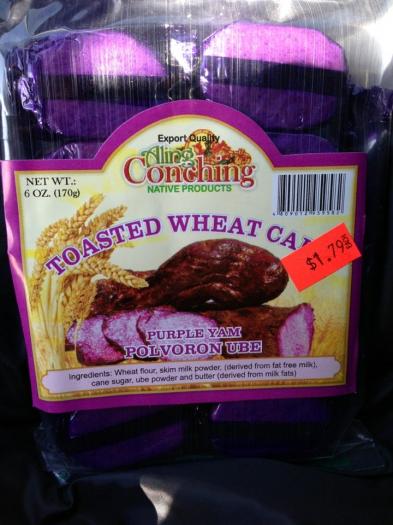 Export Quality
Aling
Conching
NATIVE PRODUCTS
NET WT.:
6 OZ. (170g)
TOASTED WHEAT
$1.79
PURPLE YAM
POLVORON UBE
Ingredients: Wheat flour, skim milk powder, (derived from fat free milk),
cane sugar, ube powder and butter (derived from milk fats)